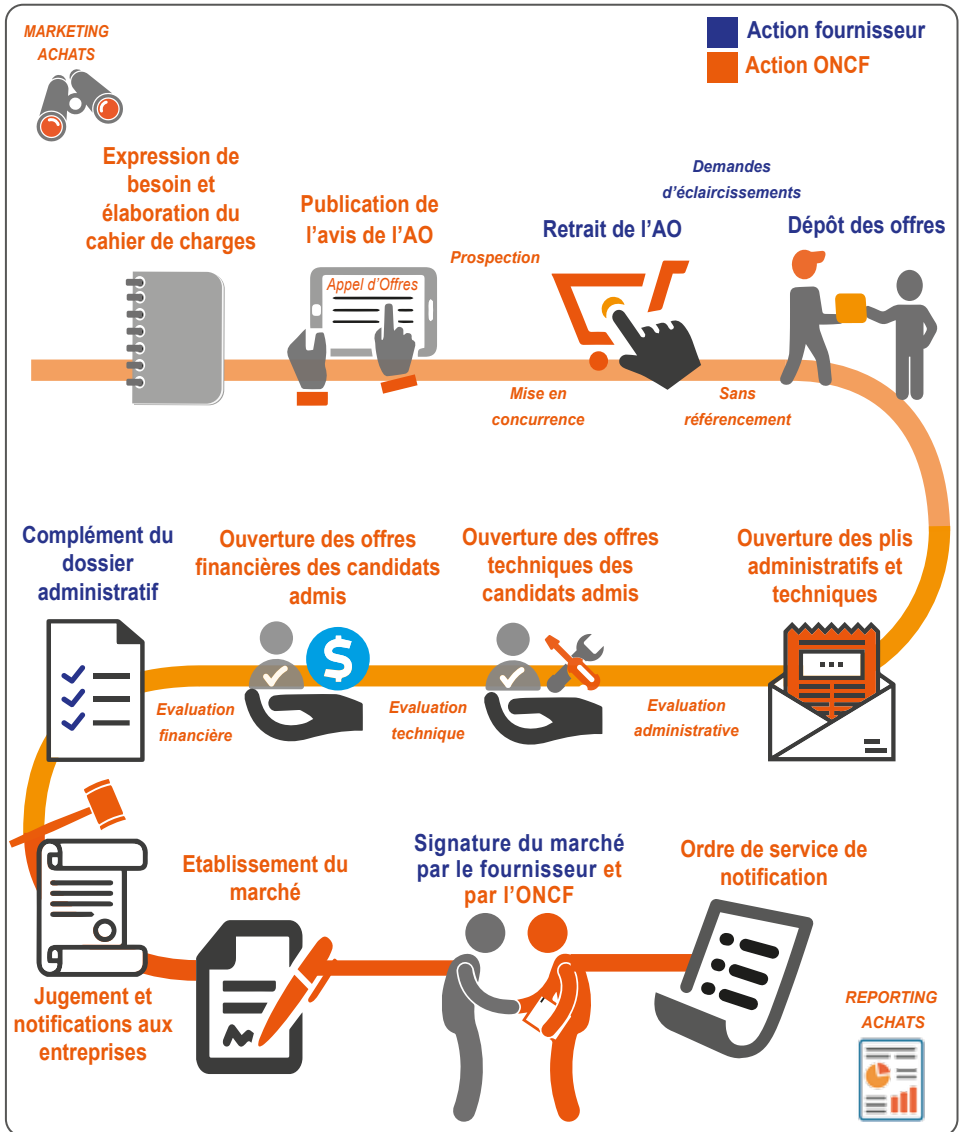 MARKETING
ACHATS
Action fournisseur
Action ONCF
Expression de
besoin et
élaboration du
cahier de charges
Publication de
l'avis de l'AO
Appel d'Offres
Prospection
Retrait de l'AO
Demandes
d'éclaircissements
Dépôt des offres
Mise en
concurrence
Sans
référencement
Complément du
dossier
administratif
Ouverture des offres
financières des candidats
admis
Ouverture des offres
techniques des
candidats admis
Ouverture des plis
administratifs et
techniques
Evaluation
financière
Evaluation
technique
Evaluation
administrative
Jugement et
notifications aux
entreprises
Etablissement du
marché
Signature du marché
par le fournisseur et
par l'ONCF
Ordre de service de
notification
REPORTING
ACHATS